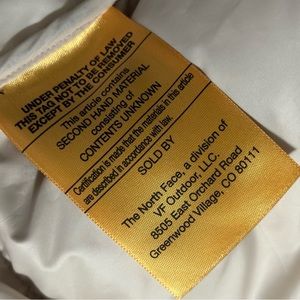 UNDER PENALTY OF LAW
THIS TAG NOT TO BE REMOVED
EXCEPT BY THE CONSUMER
This article contains
SECOND HAND MATERIAL
consisting of
CONTENTS UNKNOWN
Certification is made that the materials in this article
are described in accordance with law.
SOLD BY
The North Face, a division of
VF Outdoor, LLC.
8505 East Orchard Road
Greenwood Village, CO 80111